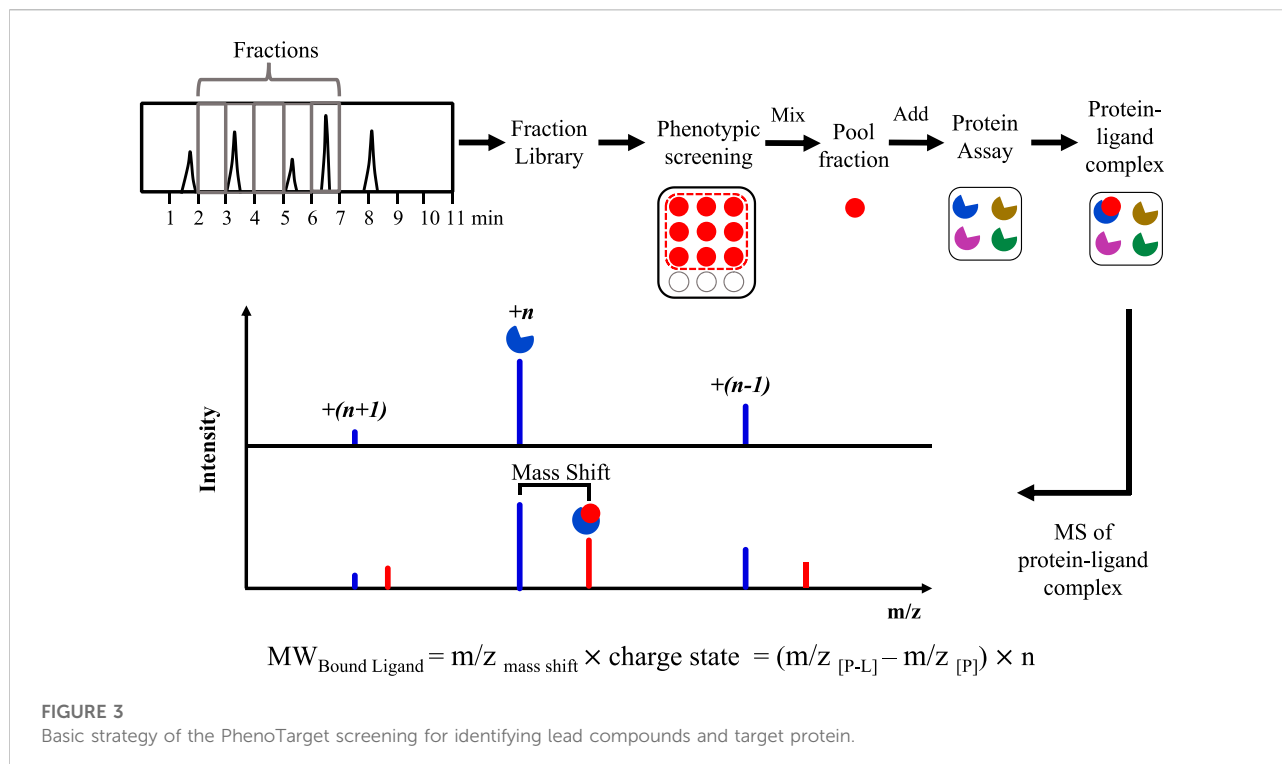 Fractions
1 2 3 4 5 6 7 8 9 10 11 min
Fraction
Library
Phenotypic
screening
Mix
Pool
fraction
Add
Protein
Assay
Protein-
ligand
complex
Intensity
+(n+1)
+n
+(n-1)
Mass Shift
m/z
MS of
protein-ligand
complex
MW Bound Ligand = m/z mass shift × charge state = (m/z [P-L] – m/z [P]) × n
FIGURE 3
Basic strategy of the PhenoTarget screening for identifying lead compounds and target protein.